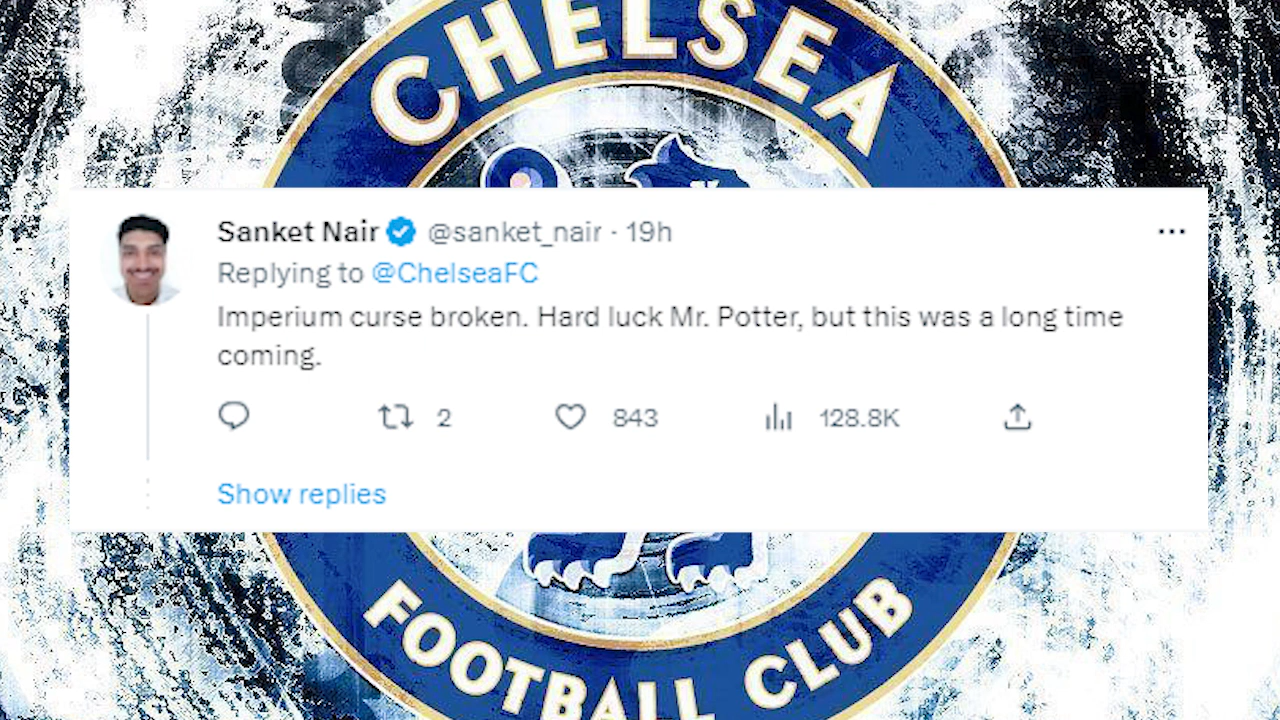 CHELSEA
Sanket Nair @sanket_nair · 19h
Replying to @ChelseaFC
Imperium curse broken. Hard luck Mr. Potter, but this was a long time
coming.
2 843 128.8K
Show replies
FOOTBALL CLUB